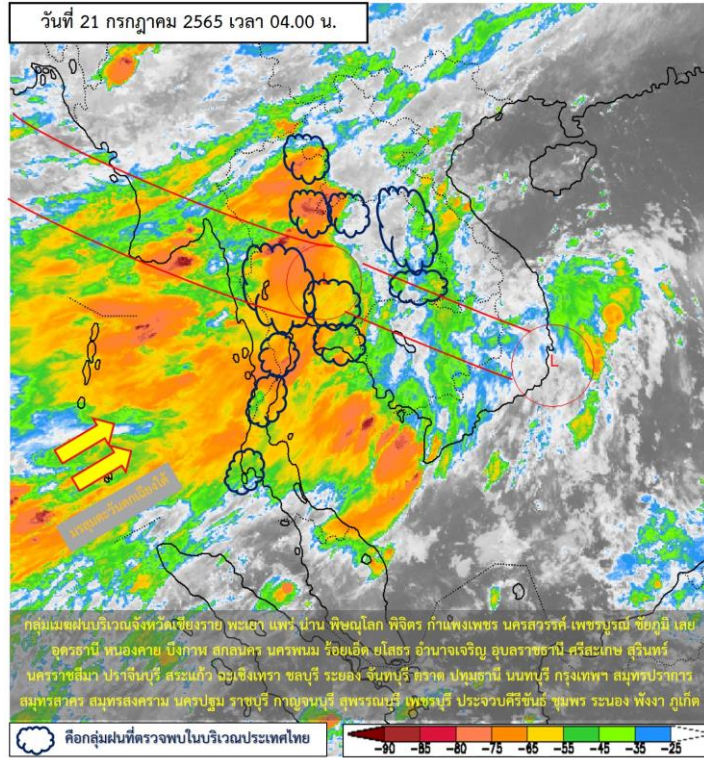 วันที่ 21 กรกฎาคม 2565 เวลา 04.00 น.
L
L
มรสุมตะวันตกเฉียงใต้
กลุ่มเมฆฝนบริเวณจังหวัดเชียงราย พะเยา แพร่ น่าน พิษณุโลก พิจิตร กำแพงเพชร นครสวรรค์ เพชรบูรณ์ ชัยภูมิ เลย
อุดรธานี หนองคาย บึงกาฬ สกลนคร นครพนม ร้อยเอ็ด ยโสธร อำนาจเจริญ อุบลราชธานี ศรีสะเกษ สุรินทร์
นครราชสีมา ปราจีนบุรี สระแก้ว ฉะเชิงเทรา ชลบุรี ระยอง จันทบุรี ตราด ปทุมธานี นนทบุรี กรุงเทพฯ สมุทรปราการ
สมุทรสาคร สมุทรสงคราม นครปฐม ราชบุรี กาญจนบุรี สุพรรณบุรี เพชรบุรี ประจวบคีรีขันธ์ ชุมพร ระนอง พังงา ภูเก็ต
คือกลุ่มฝนที่ตรวจพบในบริเวณประเทศไทย
-90 -85 -80 -75 -65 -55 -45 -35 -25